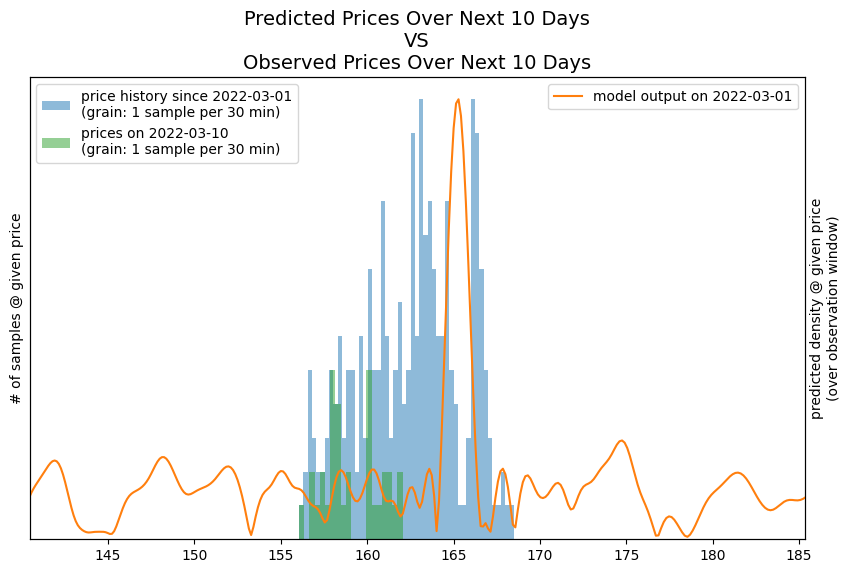 Predicted Prices Over Next 10 Days
VS
Observed Prices Over Next 10 Days
price history since 2022-03-01
(grain: 1 sample per 30 min)
prices on 2022-03-10
(grain: 1 sample per 30 min)
model output on 2022-03-01
# of samples @ given price
predicted density @ given price
(over observation window)
145 150 155 160 165 170 175 180 185